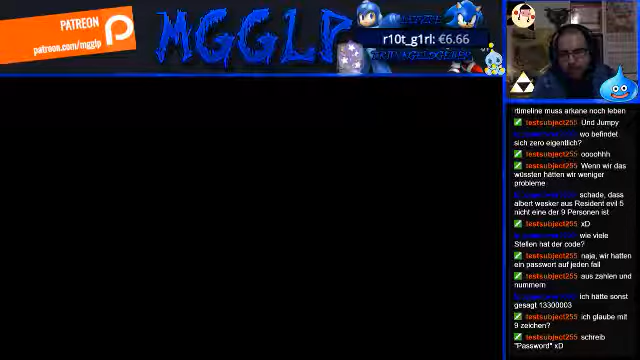 PATREON
patreon.com/mgglp
MGGLP
r10t_g1rl: €6.66
rtimeline muss arkane noch leben
testsubject255 Und Jumpy
wo befindet
sich zero eigentlich?
testsubject255 oooohhh
testsubject255 Wenn wir das
wüssten hätten wir weniger
probleme
schade, dass
albert wesker aus Resident evil 5
nicht eine der 9 Personen ist
testsubject255 xD
wie viele
Stellen hat der code?
testsubject255 naja, wir hatten
ein passwort auf jeden fall
testsubject255 aus zahlen und
nummern
Ich hätte sonst
gesagt 13300003
testsubject255 ich glaube mit
9 zeichen?
testsubject255 schreib
"Password" xD